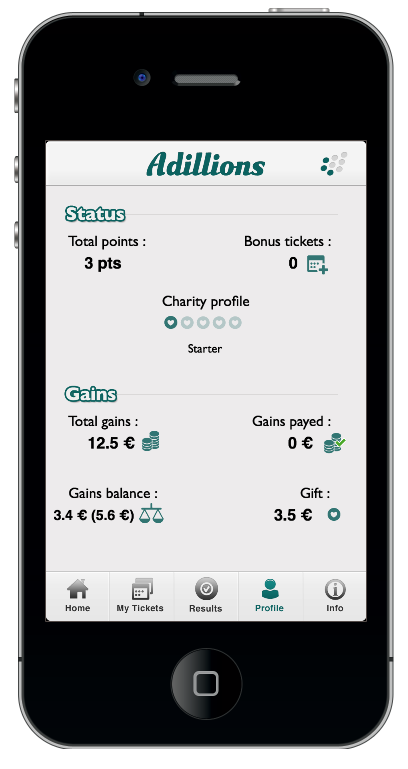 Adillions
Status
Total points :
Bonus tickets :
3 pts
0
Charity profile
Starter
Gains
Total gains :
Gains payed :
12.5 €
0 €
Gains balance :
Gift :
3.4 € (5.6 €)
3.5 €
Home
My Tickets
Results
Profile
Info